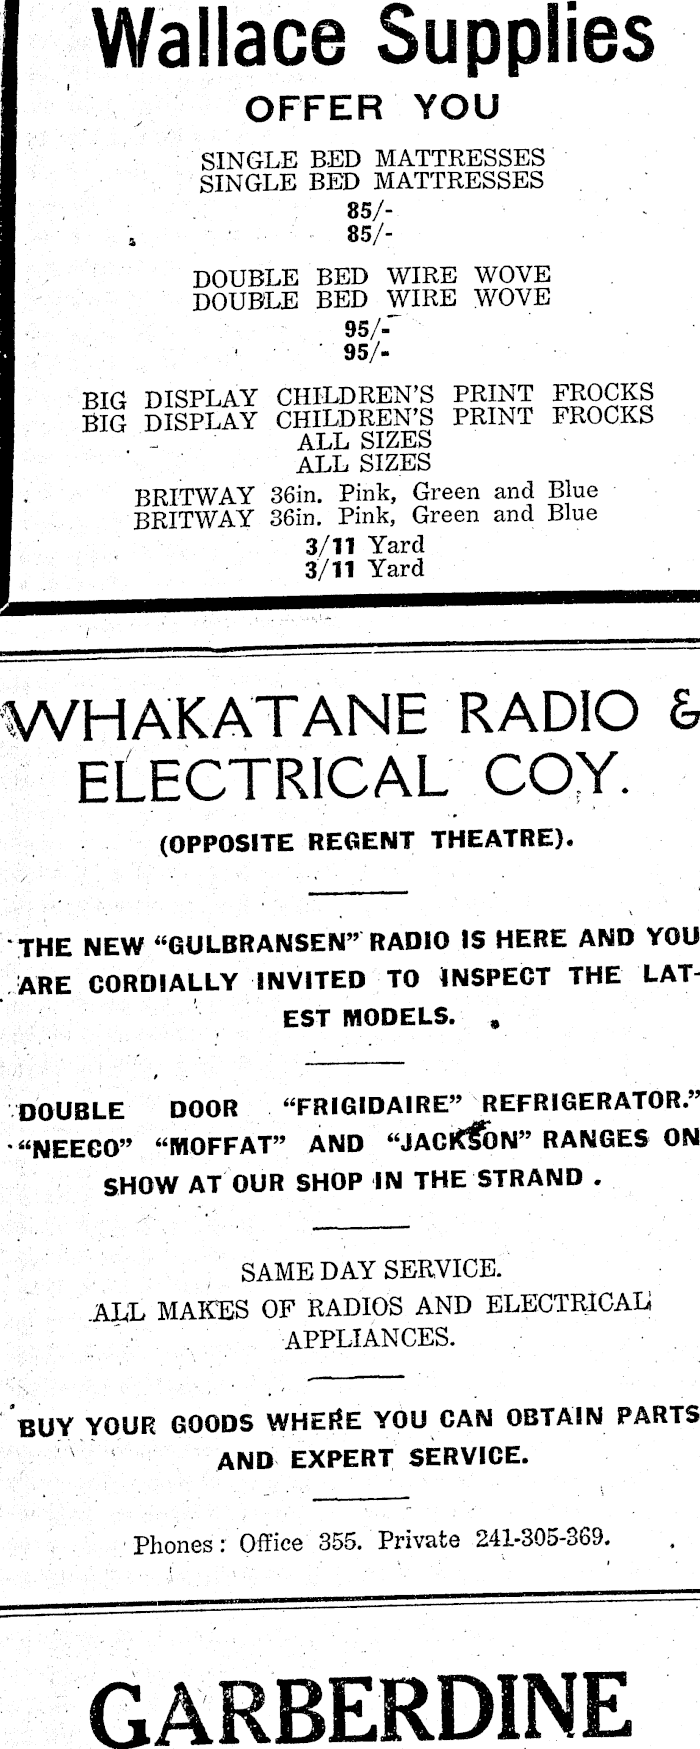 Wallace Supplies
OFFER YOU
SINGLE BED MATTRESSES
SINGLE BED MATTRESSES
85/-
85/-
DOUBLE BED WIRE WOVE
DOUBLE BED WIRE WOVE
95/-
95/-
BIG DISPLAY CHILDREN'S PRINT FROCKS
BIG DISPLAY CHILDREN'S PRINT FROCKS
ALL SIZES
ALL SIZES
BRITWAY 36in. Pink, Green and Blue
BRITWAY 36in. Pink, Green and Blue
3/11 Yard
3/11 Yard
WHAKATANE RADIO &
ELECTRICAL COY.
(OPPOSITE REGENT THEATRE).
THE NEW "GULBRANSEN" RADIO IS HERE AND YOU
ARE CORDIALLY INVITED TO INSPECT THE LAT-
EST MODELS.
DOUBLE DOOR "FRIGIDAIRE" REFRIGERATOR."
"NEECO" "MOFFAT" AND "JACKSON" RANGES ON
SHOW AT OUR SHOP IN THE STRAND .
SAME DAY SERVICE.
ALL MAKES OF RADIOS AND ELECTRICAL
APPLIANCES.
BUY YOUR GOODS WHERE YOU CAN OBTAIN PARTS
AND EXPERT SERVICE.
Phones: Office 355. Private 241-305-369.
GARBERDINE